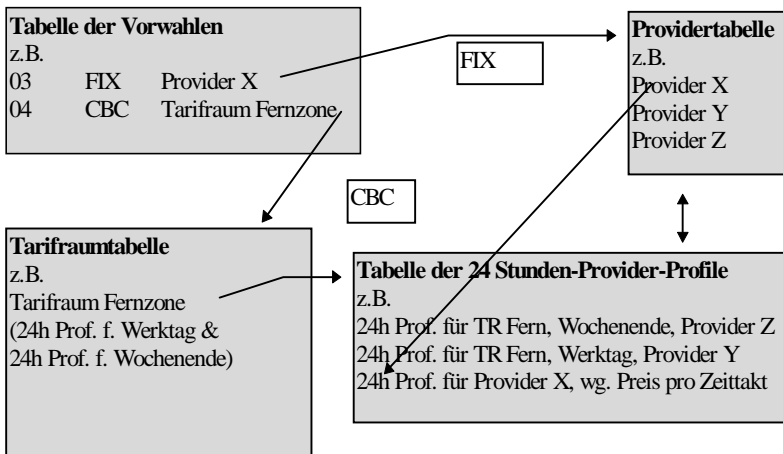 Tabelle der Vorwahlen
z.B.
03 FIX Provider X
04 CBC Tarifraum Fernzone
FIX
Providertabelle
z.B.
Provider X
Provider Y
Provider Z
CBC
Tarifraumtabelle
z.B.
Tarifraum Fernzone
(24h Prof. f. Werktag &
24h Prof. f. Wochenende)
Tabelle der 24 Stunden-Provider-Profile
z.B.
24h Prof. für TR Fern, Wochenende, Provider Z
24h Prof. für TR Fern, Werktag, Provider Y
24h Prof. für Provider X, wg. Preis pro Zeittakt